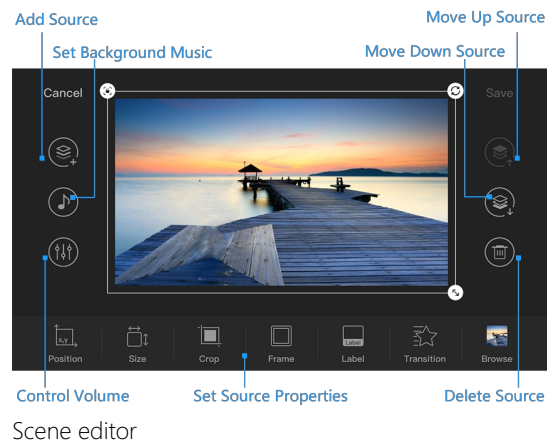 Add Source
Move Up Source
Set Background Music
Move Down Source
Cancel
Save
x,y
Label
Position
Size
Crop
Frame
Label
Transition
Browse
Control Volume
Set Source Properties
Delete Source
Scene editor